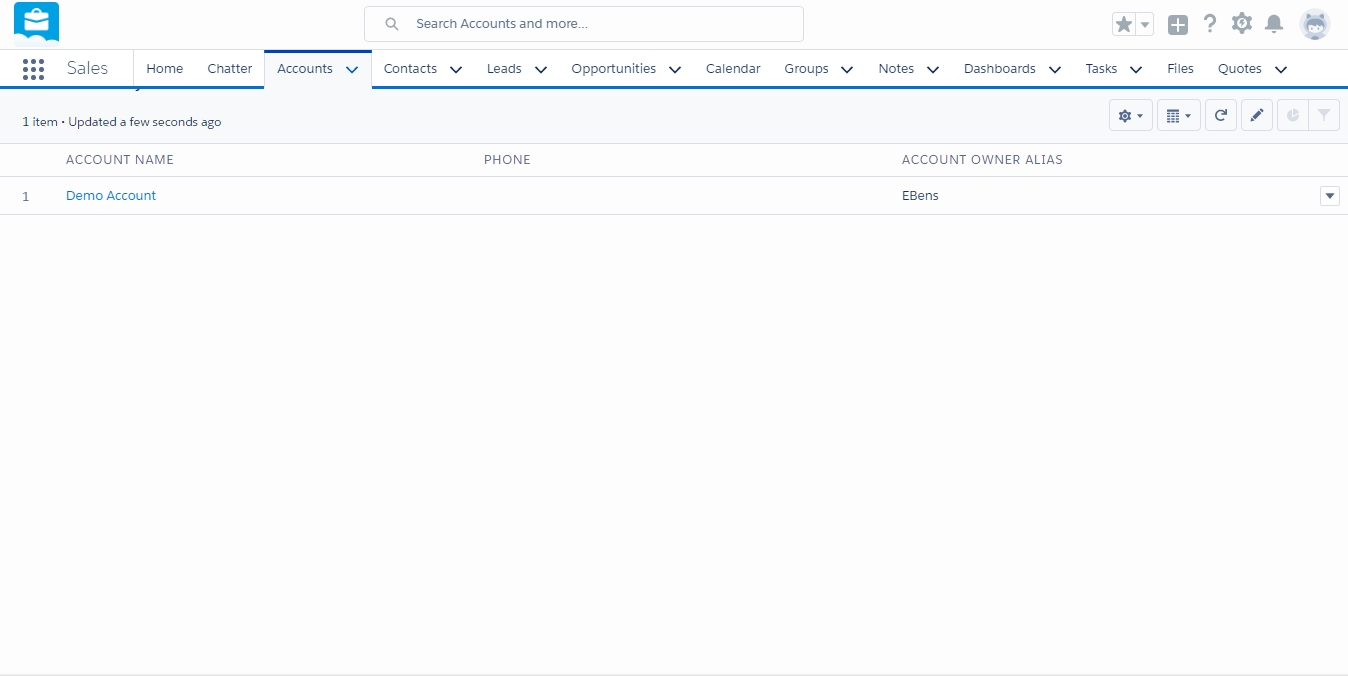 Search Accounts and more...
Sales Home Chatter Accounts Contacts Leads Opportunities Calendar Groups Notes Dashboards Tasks Files Quotes
1 item • Updated a few seconds ago
ACCOUNT NAME PHONE ACCOUNT OWNER ALIAS
1 Demo Account EBens